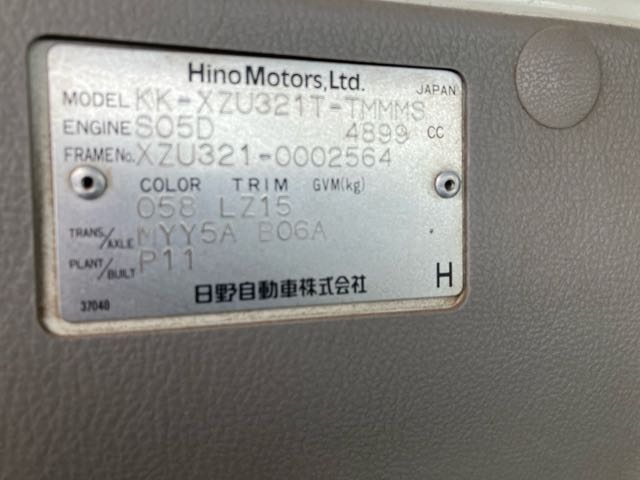 Hino Motors, Ltd.
JAPAN
MODEL KK-XZU321T-TMMMS
ENGINE S05D 4899 CC
FRAME No. XZU321-0002564
COLOR TRIM GVM(kg)
058 LZ15
TRANS/AXLE MYY5A B06A
PLANT/BUILT P11
日野自動車株式会社
H
37040